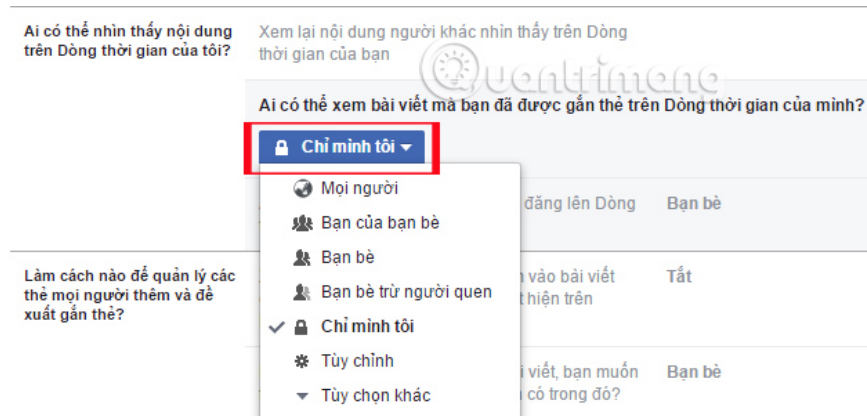 Ai có thể nhìn thấy nội dung
trên Dòng thời gian của tôi?
Xem lại nội dung người khác nhìn thấy trên Dòng
thời gian của bạn
Quantrimang
Ai có thể xem bài viết mà bạn đã được gắn thẻ trên Dòng thời gian của mình?
Chỉ mình tôi
Mọi người
Bạn của bạn bè
Bạn bè
Bạn bè trừ người quen
Chỉ mình tôi
Tùy chỉnh
Tùy chọn khác
đăng lên Dòng
Bạn bè
Làm cách nào để quản lý các
thẻ mọi người thêm và đề
xuất gắn thẻ?
vào bài viết
Tắt
hiện trên
viết, bạn muốn
Bạn bè
có trong đó?